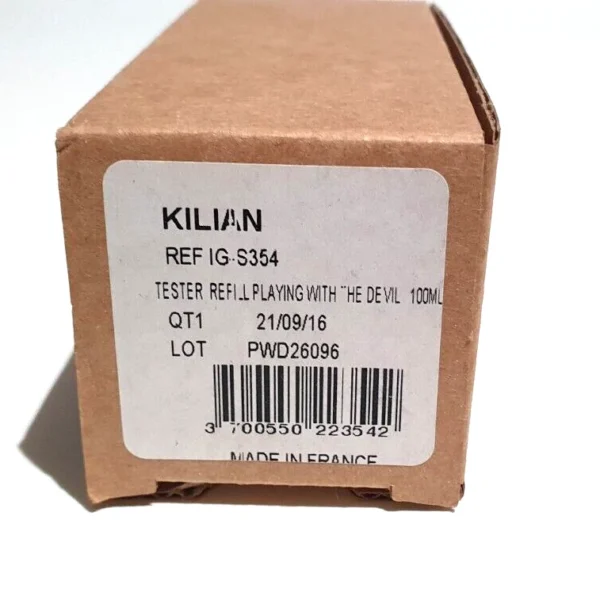 KILIAN
REF IG-S354
TESTER REFILL PLAYING WITH THE DEVIL 100ML
QT1 21/09/16
LOT PWD26096
3 700550 223542
MADE IN FRANCE